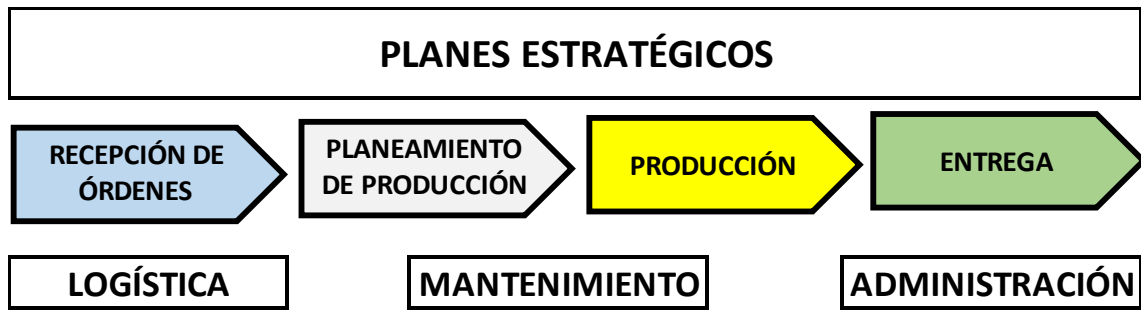 PLANES ESTRATÉGICOS
RECEPCIÓN DE
ÓRDENES
PLANEAMIENTO
DE PRODUCCIÓN
PRODUCCIÓN
ENTREGA
LOGÍSTICA
MANTENIMIENTO
ADMINISTRACIÓN